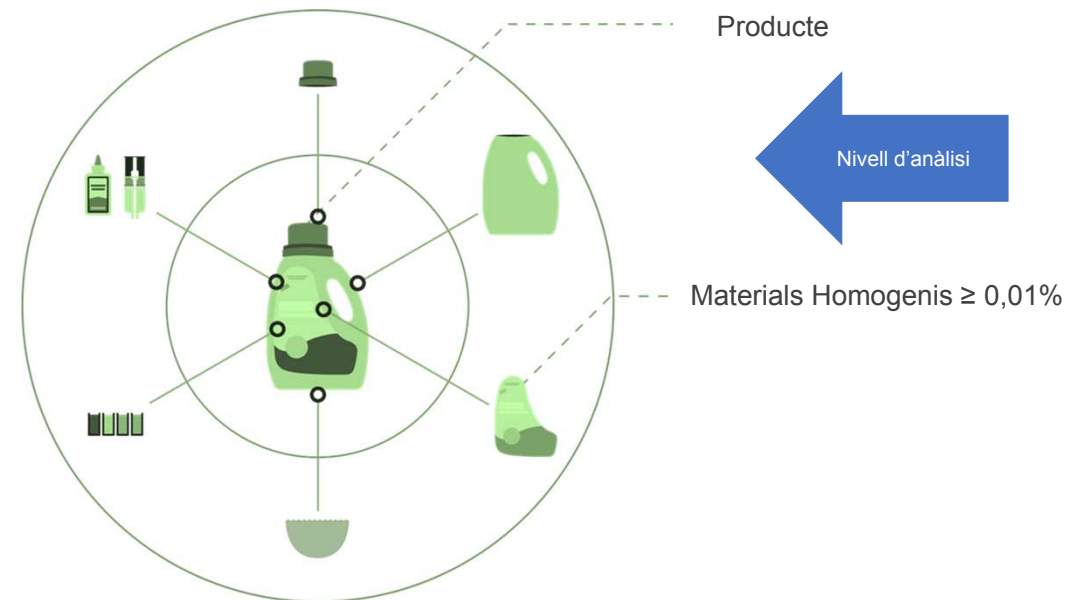 Producte
Nivell d’anàlisi
Materials Homogenis ≥ 0,01%